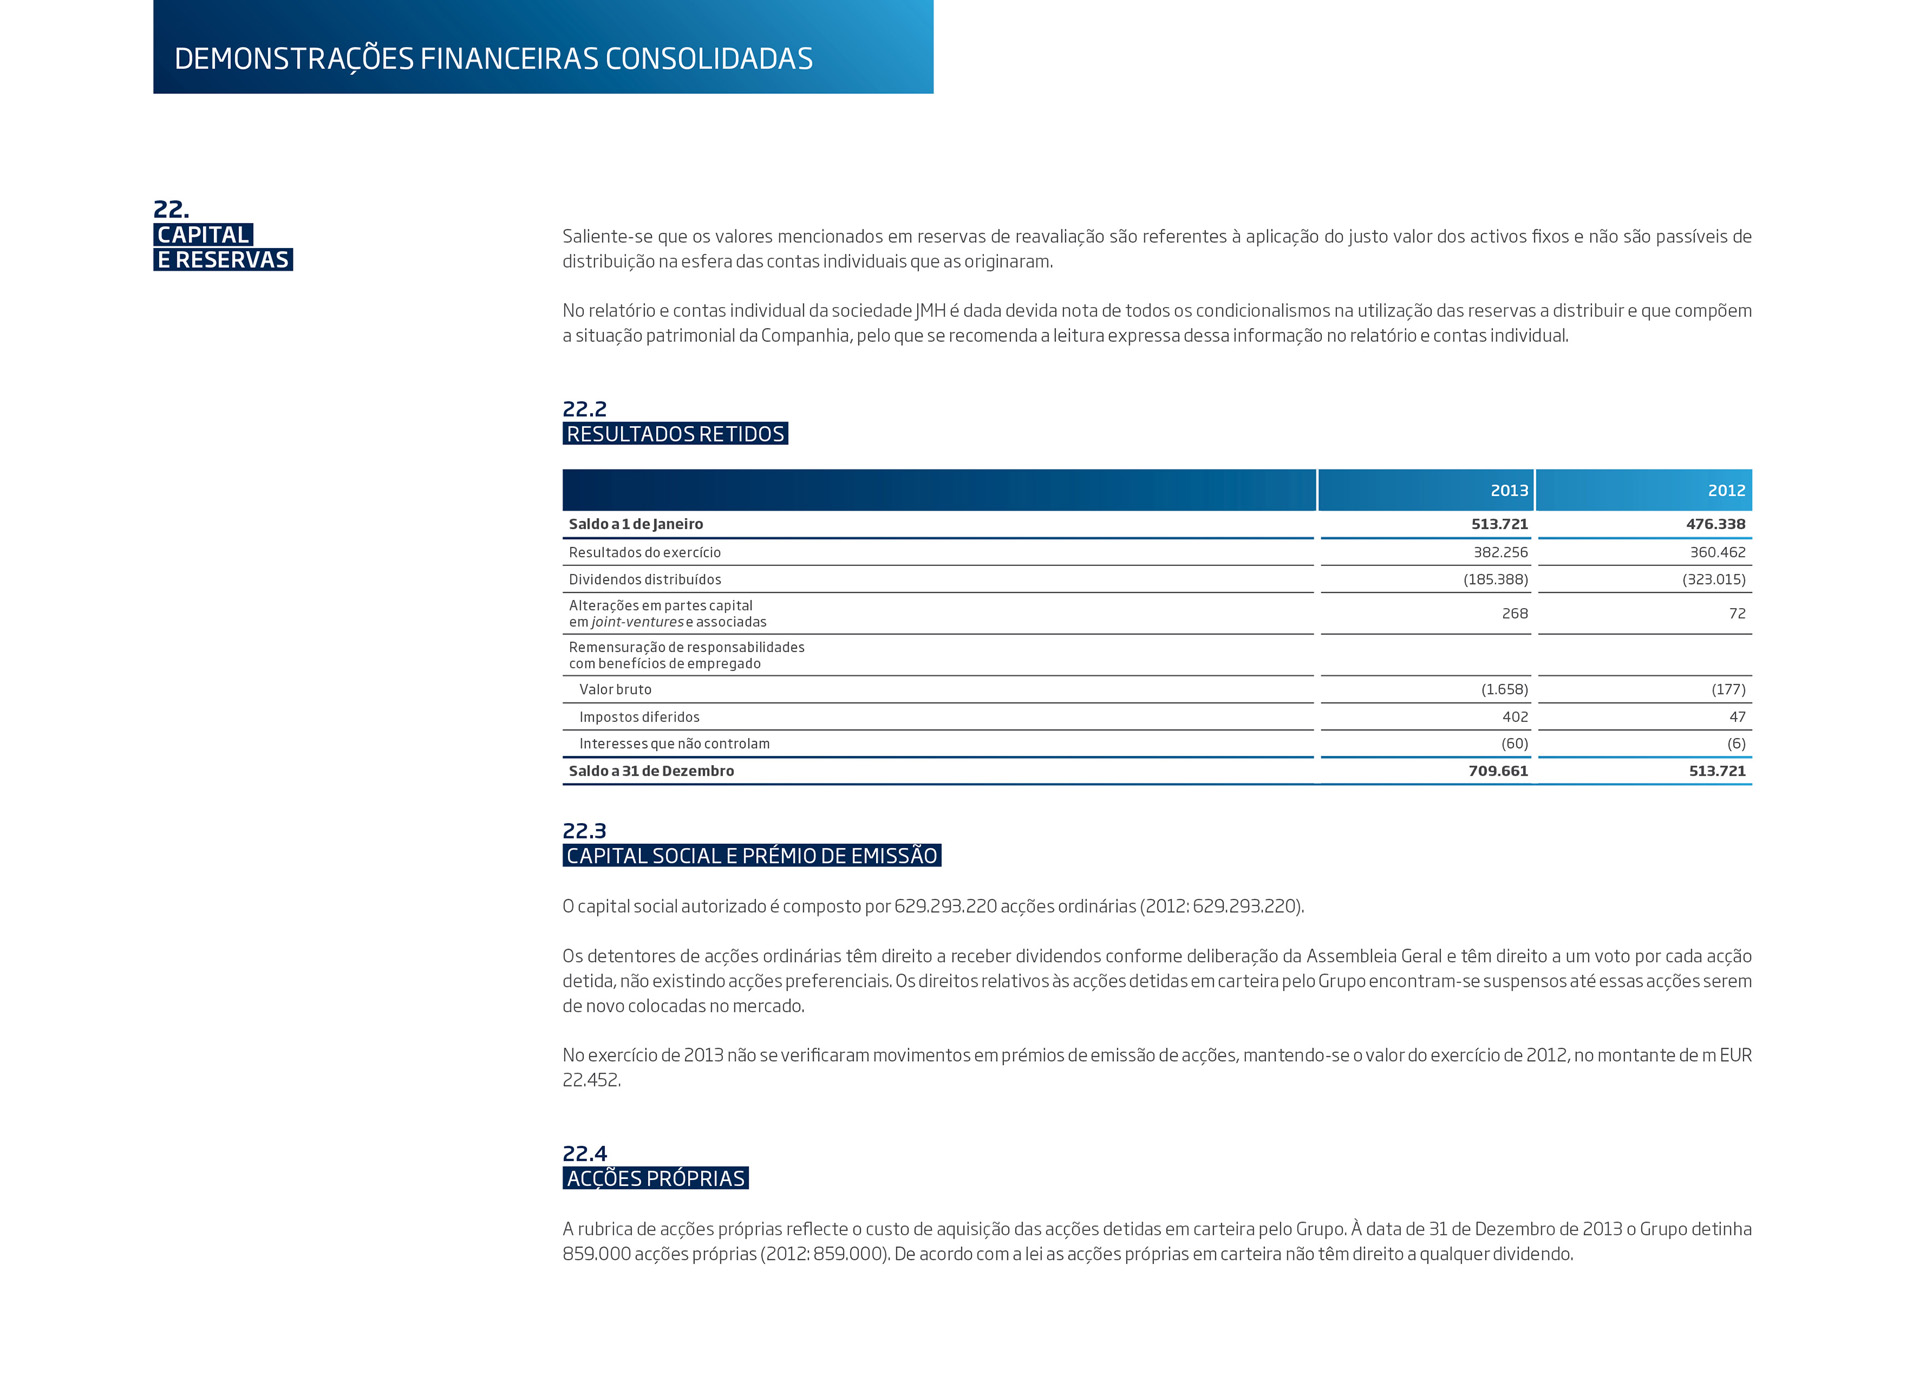 DEMONSTRAÇÕES FINANCEIRAS CONSOLIDADAS
22.
CAPITAL
E RESERVAS
Saliente-se que os valores mencionados em reservas de reavaliação são referentes à aplicação do justo valor dos activos fixos e não são passíveis de
distribuição na esfera das contas individuais que as originaram.
No relatório e contas individual da sociedade JMH é dada devida nota de todos os condicionalismos na utilização das reservas a distribuir e que compõem
a situação patrimonial da Companhia, pelo que se recomenda a leitura expressa dessa informação no relatório e contas individual.
22.2
RESULTADOS RETIDOS
2013 2012
Saldo a 1 de Janeiro 513.721 476.338
Resultados do exercício 382.256 360.462
Dividendos distribuídos (185.388) (323.015)
Alterações em partes capital
em joint-ventures e associadas 268 72
Remensuração de responsabilidades
com benefícios de empregado
Valor bruto (1.658) (177)
Impostos diferidos 402 47
Interesses que não controlam (60) (6)
Saldo a 31 de Dezembro 709.661 513.721
22.3
CAPITAL SOCIAL E PRÉMIO DE EMISSÃO
O capital social autorizado é composto por 629.293.220 acções ordinárias (2012: 629.293.220).
Os detentores de acções ordinárias têm direito a receber dividendos conforme deliberação da Assembleia Geral e têm direito a um voto por cada acção
detida, não existindo acções preferenciais. Os direitos relativos às acções detidas em carteira pelo Grupo encontram-se suspensos até essas acções serem
de novo colocadas no mercado.
No exercício de 2013 não se verificaram movimentos em prémios de emissão de acções, mantendo-se o valor do exercício de 2012, no montante de m EUR
22.452.
22.4
ACÇÕES PRÓPRIAS
A rubrica de acções próprias reflecte o custo de aquisição das acções detidas em carteira pelo Grupo. À data de 31 de Dezembro de 2013 o Grupo detinha
859.000 acções próprias (2012: 859.000). De acordo com a lei as acções próprias em carteira não têm direito a qualquer dividendo.